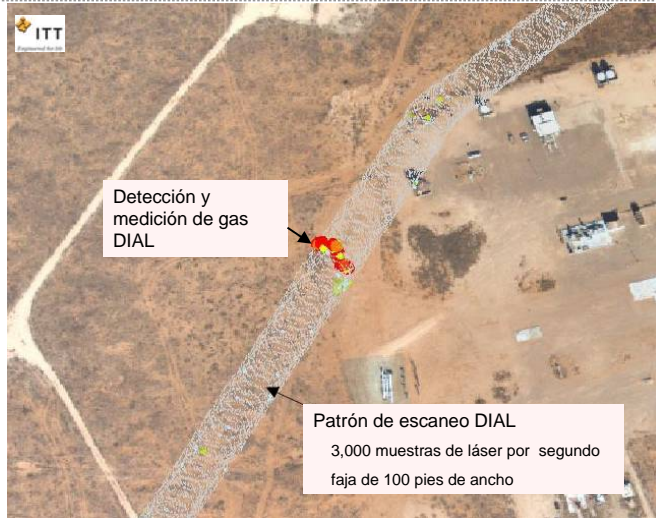 ITT
Engineered for life
Detección y
medición de gas
DIAL
Patrón de escaneo DIAL
3,000 muestras de láser por segundo
faja de 100 pies de ancho